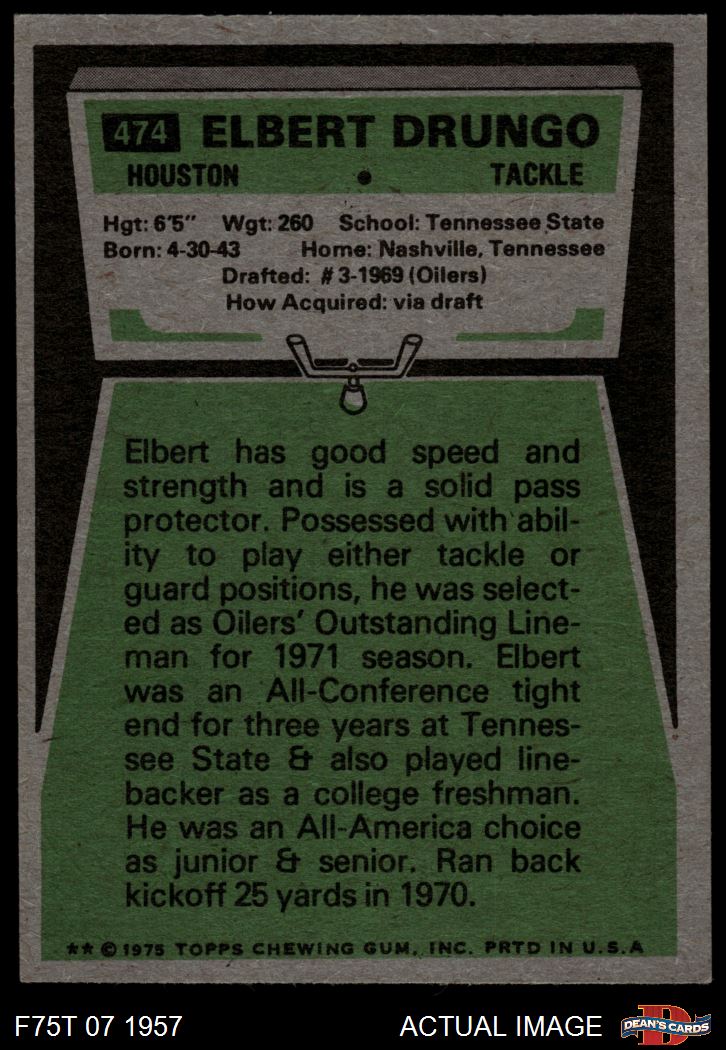 474 ELBERT DRUNGO
HOUSTON • TACKLE
Hgt: 6'5" Wgt: 260 School: Tennessee State
Born: 4-30-43 Home: Nashville, Tennessee
Drafted: #3-1969 (Oilers)
How Acquired: via draft
Elbert has good speed and
strength and is a solid pass
protector. Possessed with abil-
ity to play either tackle or
guard positions, he was select-
ed as Oilers' Outstanding Line-
man for 1971 season. Elbert
was an All-Conference tight
end for three years at Tennes-
see State & also played line-
backer as a college freshman.
He was an All-America choice
as junior & senior. Ran back
kickoff 25 yards in 1970.
** © 1975 TOPPS CHEWING GUM, INC. PRTD IN U.S.A
F75T 07 1957 ACTUAL IMAGE D DEAN'S CARDS